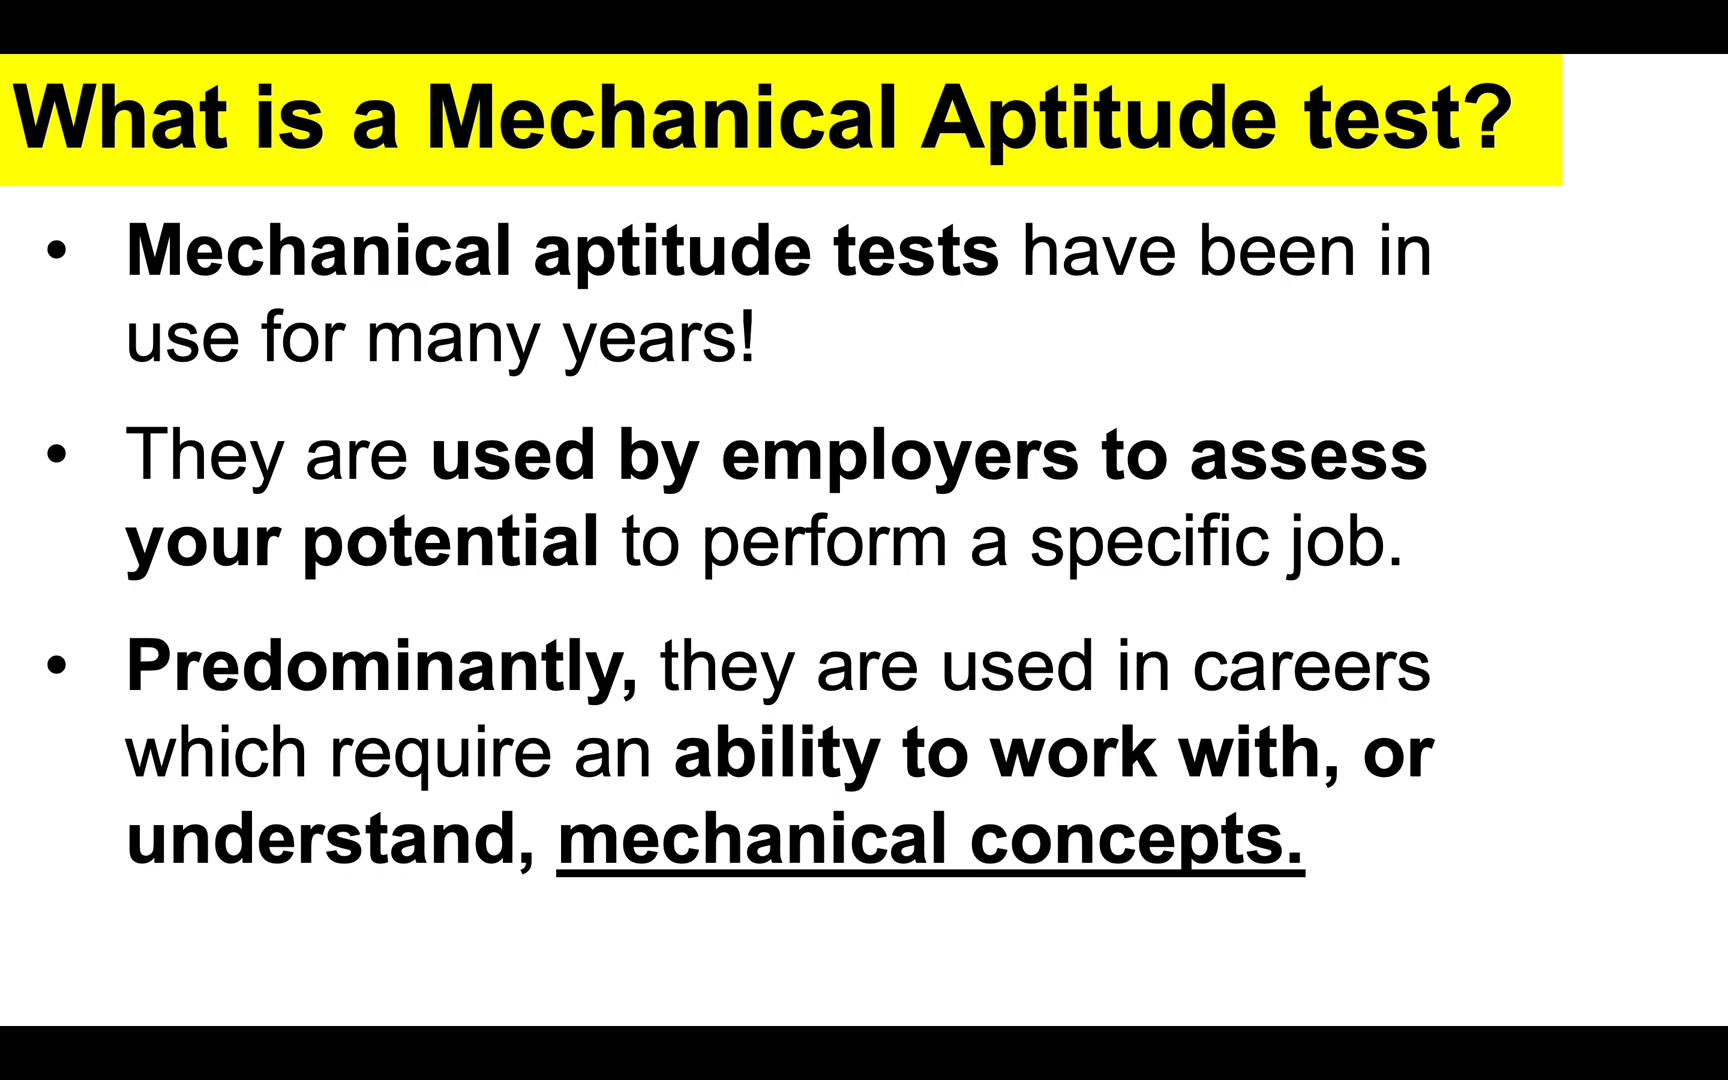 What is a Mechanical Aptitude test?
• Mechanical aptitude tests have been in
use for many years!
• They are used by employers to assess
your potential to perform a specific job.
• Predominantly, they are used in careers
which require an ability to work with, or
understand, mechanical concepts.